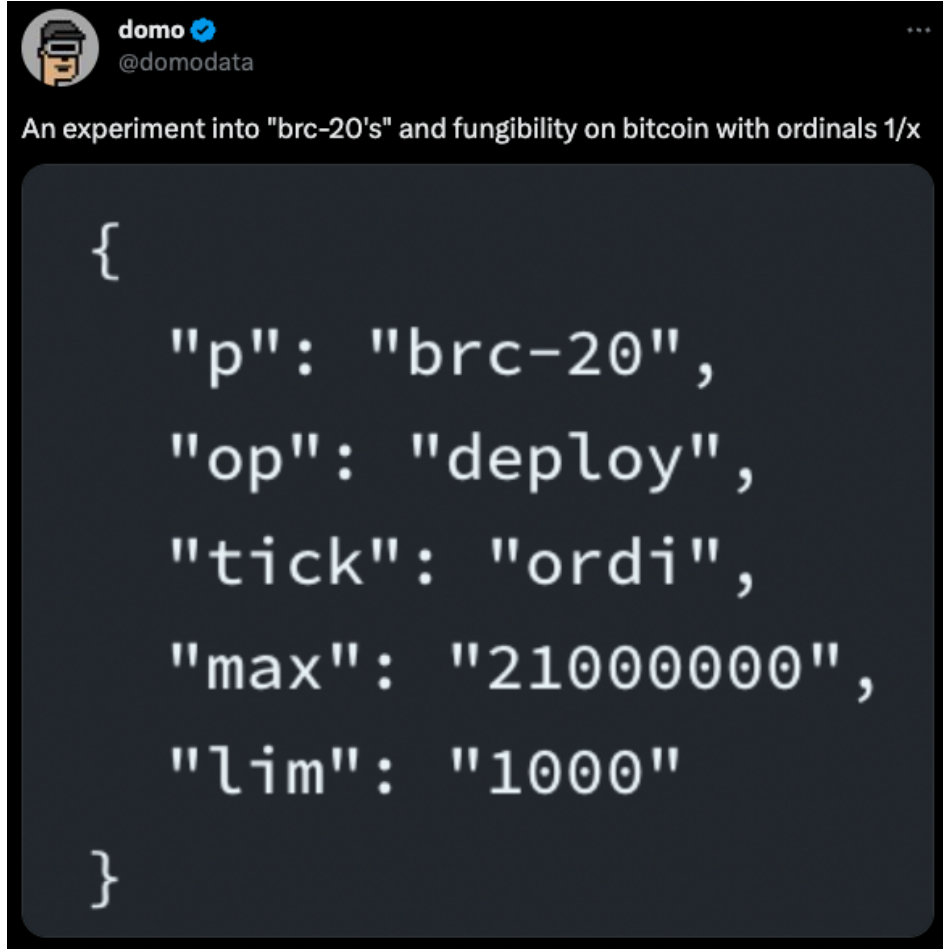 domo
@domodata
An experiment into "brc-20's" and fungibility on bitcoin with ordinals 1/x
{
"p": "brc-20",
"op": "deploy",
"tick": "ordi",
"max": "21000000",
"lim": "1000"
}